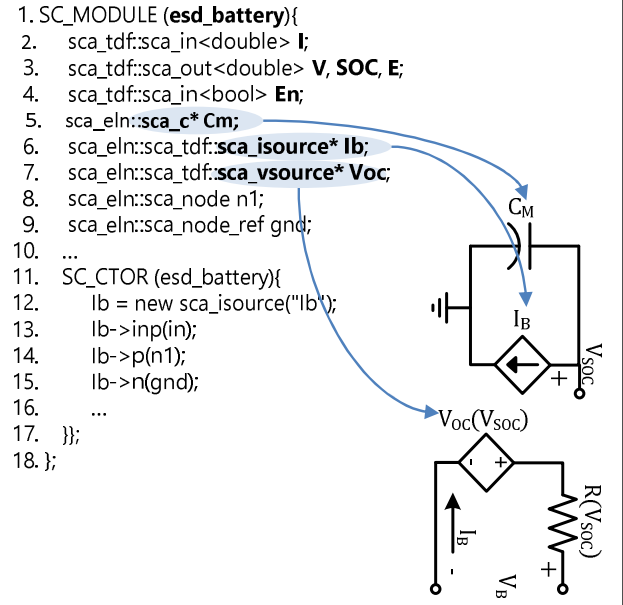 1. SC_MODULE (esd_battery){
2. sca_tdf::sca_in<double> I;
3. sca_tdf::sca_out<double> V, SOC, E;
4. sca_tdf::sca_in<bool> En;
5. sca_eln::sca_c* Cm;
6. sca_eln::sca_tdf::sca_isource* Ib;
7. sca_eln::sca_tdf::sca_vsource* Voc;
8. sca_eln::sca_node n1;
9. sca_eln::sca_node_ref gnd;
10. ...
11. SC_CTOR (esd_battery){
12. Ib = new sca_isource("Ib");
13. Ib->inp(in);
14. Ib->p(n1);
15. Ib->n(gnd);
16. ...
17. }};
18. };
CM
IB
+
VSOC
VOC(VSOC)
- +
R(VSOC)
IB
- +
VB